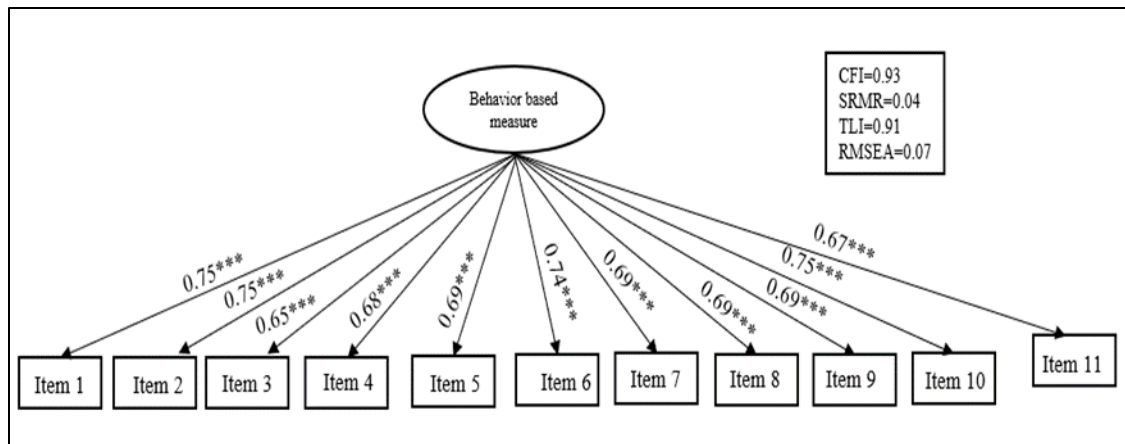 Behavior based
measure
CFI=0.93
SRMR=0.04
TLI=0.91
RMSEA=0.07
0.75***
0.75***
0.65***
0.68***
0.69***
0.74***
0.69***
0.69***
0.69***
0.75***
0.67***
Item 1
Item 2
Item 3
Item 4
Item 5
Item 6
Item 7
Item 8
Item 9
Item 10
Item 11